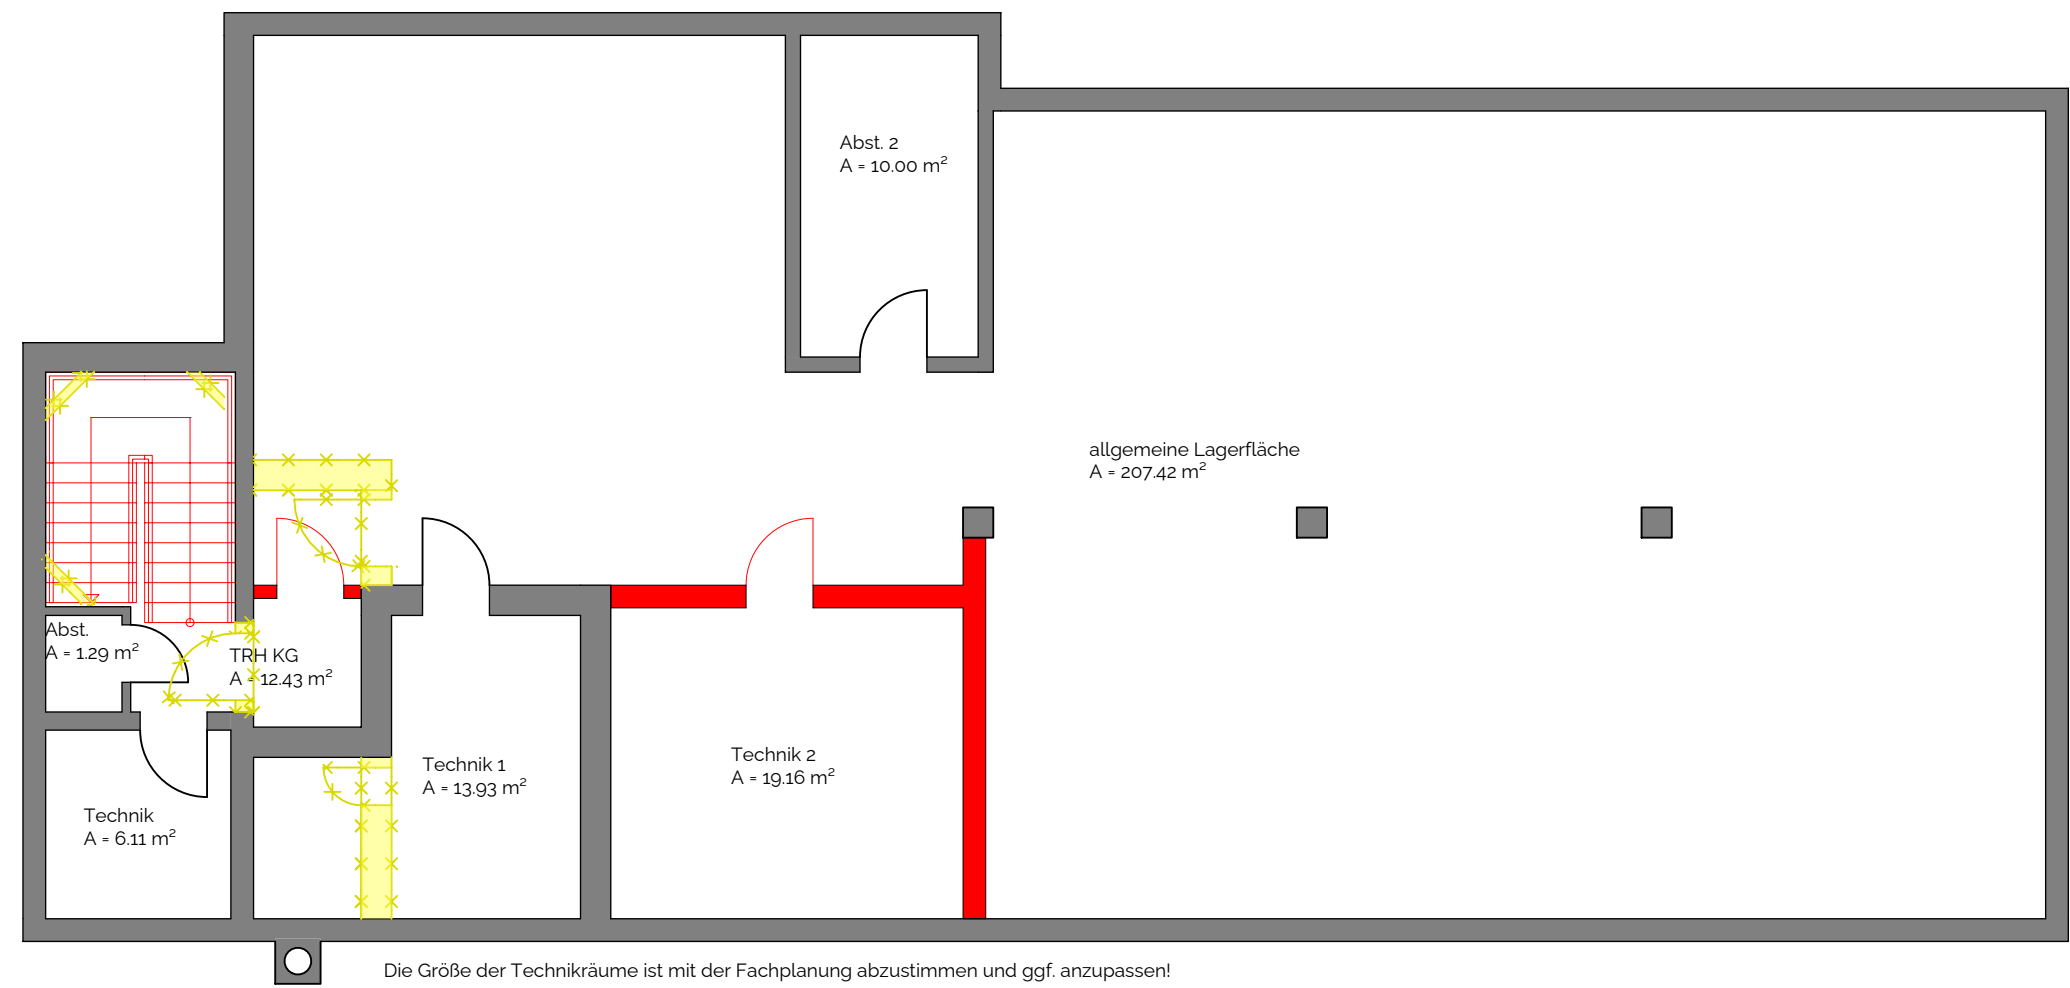 Abst. 2
A = 10.00 m²
allgemeine Lagerfläche
A = 207.42 m²
Abst.
A = 1.29 m²
TRH KG
A = 12.43 m²
Technik 1
A = 13.93 m²
Technik 2
A = 19.16 m²
Technik
A = 6.11 m²
Die Größe der Technikräume ist mit der Fachplanung abzustimmen und ggf. anzupassen!